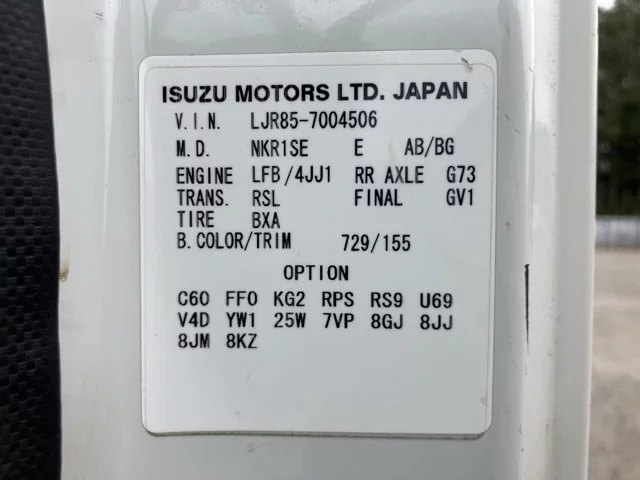 ISUZU MOTORS LTD. JAPAN
V.I.N. LJR85-7004506
M.D. NKR1SE E AB/BG
ENGINE LFB/4JJ1 RR AXLE G73
TRANS. RSL FINAL GV1
TIRE BXA
B.COLOR/TRIM 729/155
OPTION
C60 FF0 KG2 RPS RS9 U69
V4D YW1 25W 7VP 8GJ 8JJ
8JM 8KZ